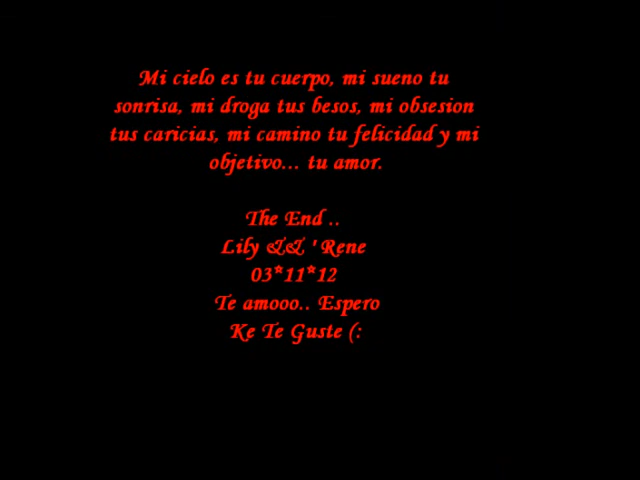 Mi cielo es tu cuerpo, mi sueno tu
sonrisa, mi droga tus besos, mi obsesion
tus caricias, mi camino tu felicidad y mi
objetivo... tu amor.
The End ..
Lily && ' Rene
03*11*12
Te amooo.. Espero
Ke Te Guste (: